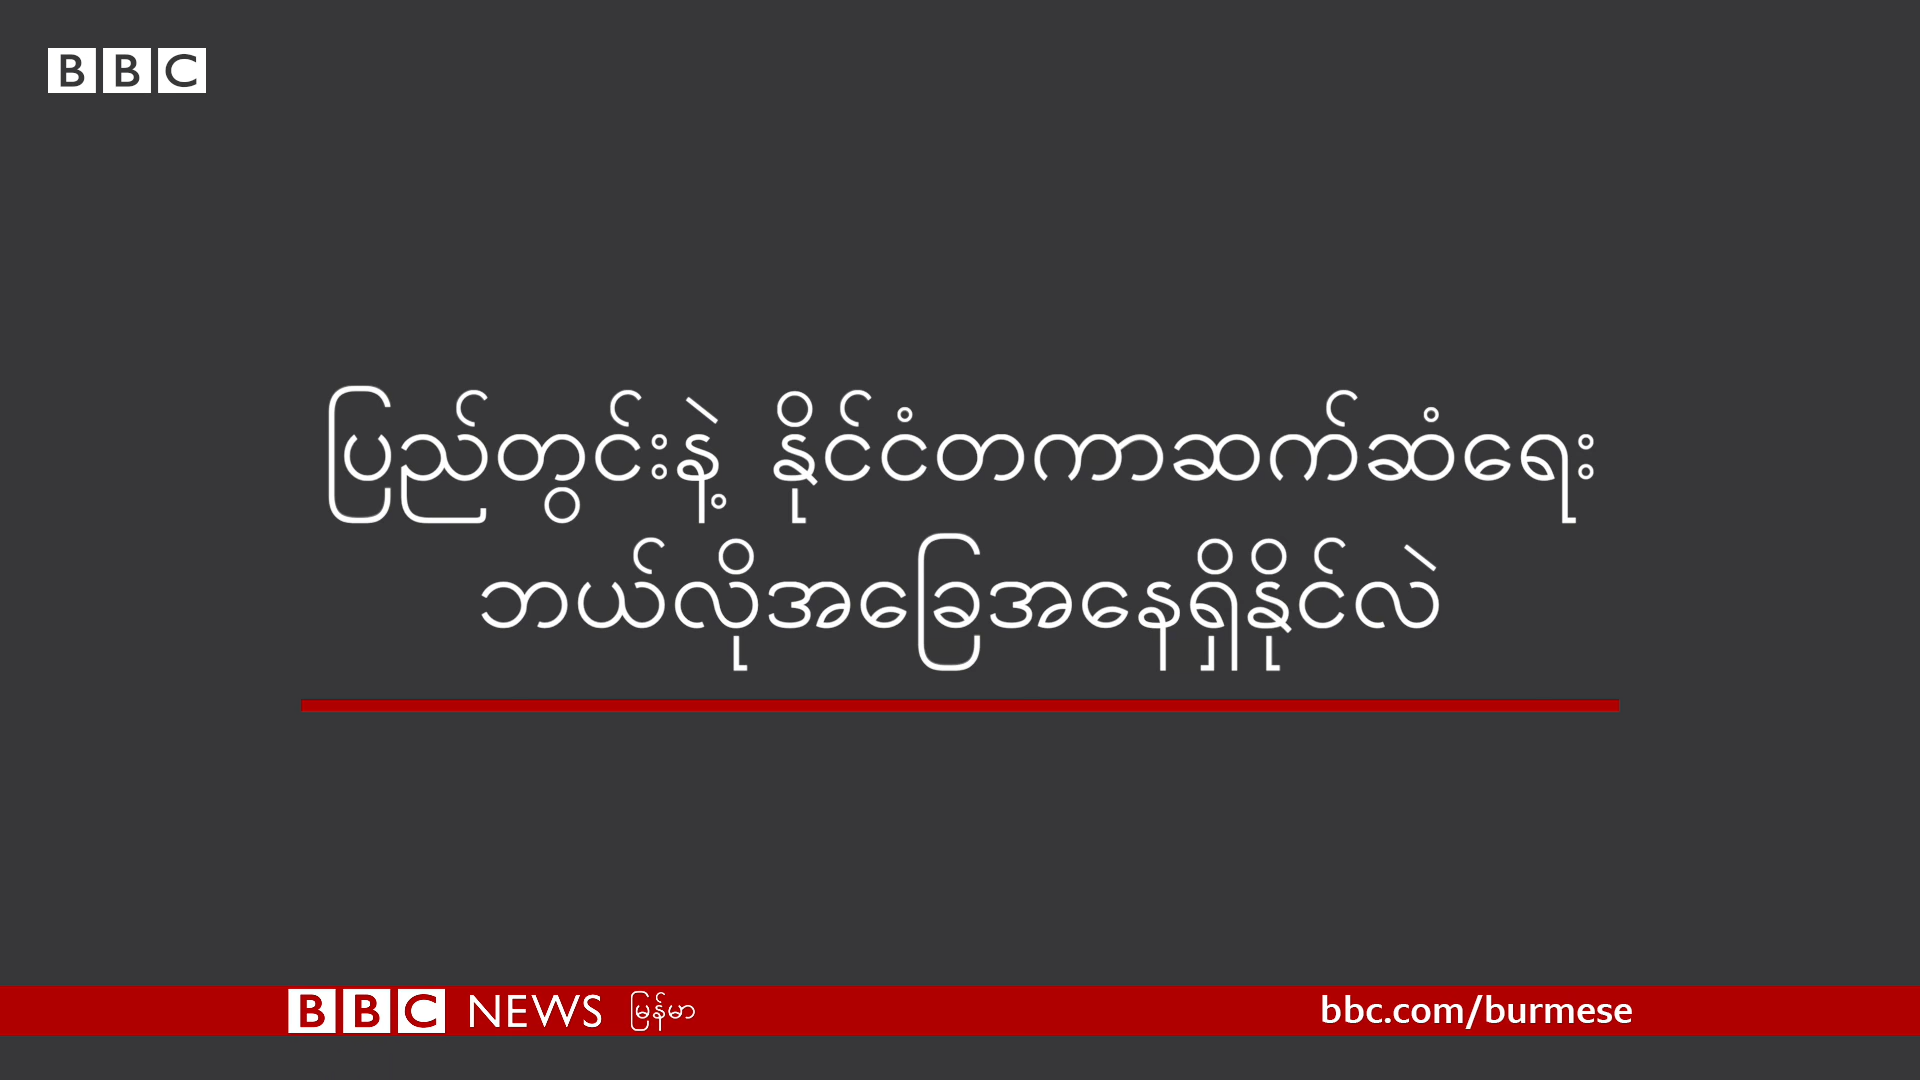 BBC
ပြည်တွင်းနဲ့ နိုင်ငံတကာဆက်ဆံရေး
ဘယ်လိုအခြေအနေရှိနိုင်လဲ
BBC NEWS မြန်မာ
bbc.com/burmese